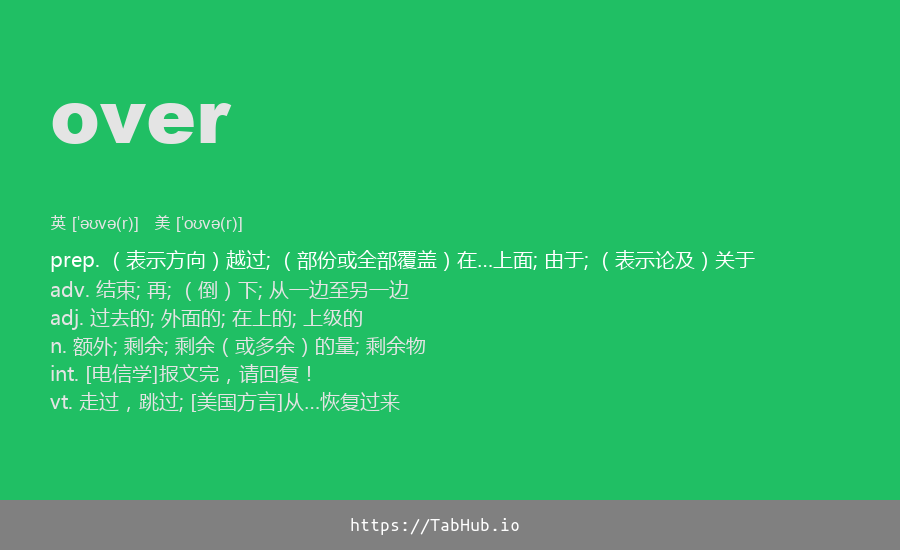 over
英 ['əʊvə(r)] 美 ['oʊvə(r)]
prep.（表示方向）越过; （部份或全部覆盖）在...上面; 由于; （表示论及）关于
adv. 结束; 再; （倒）下; 从一边至另一边
adj. 过去的; 外面的; 在上的; 上级的
n. 额外; 剩余; 剩余（或多余）的量; 剩余物
int. [电信学]报文完，请回复！
vt. 走过，跳过; [美国方言]从...恢复过来
https://TabHub.io